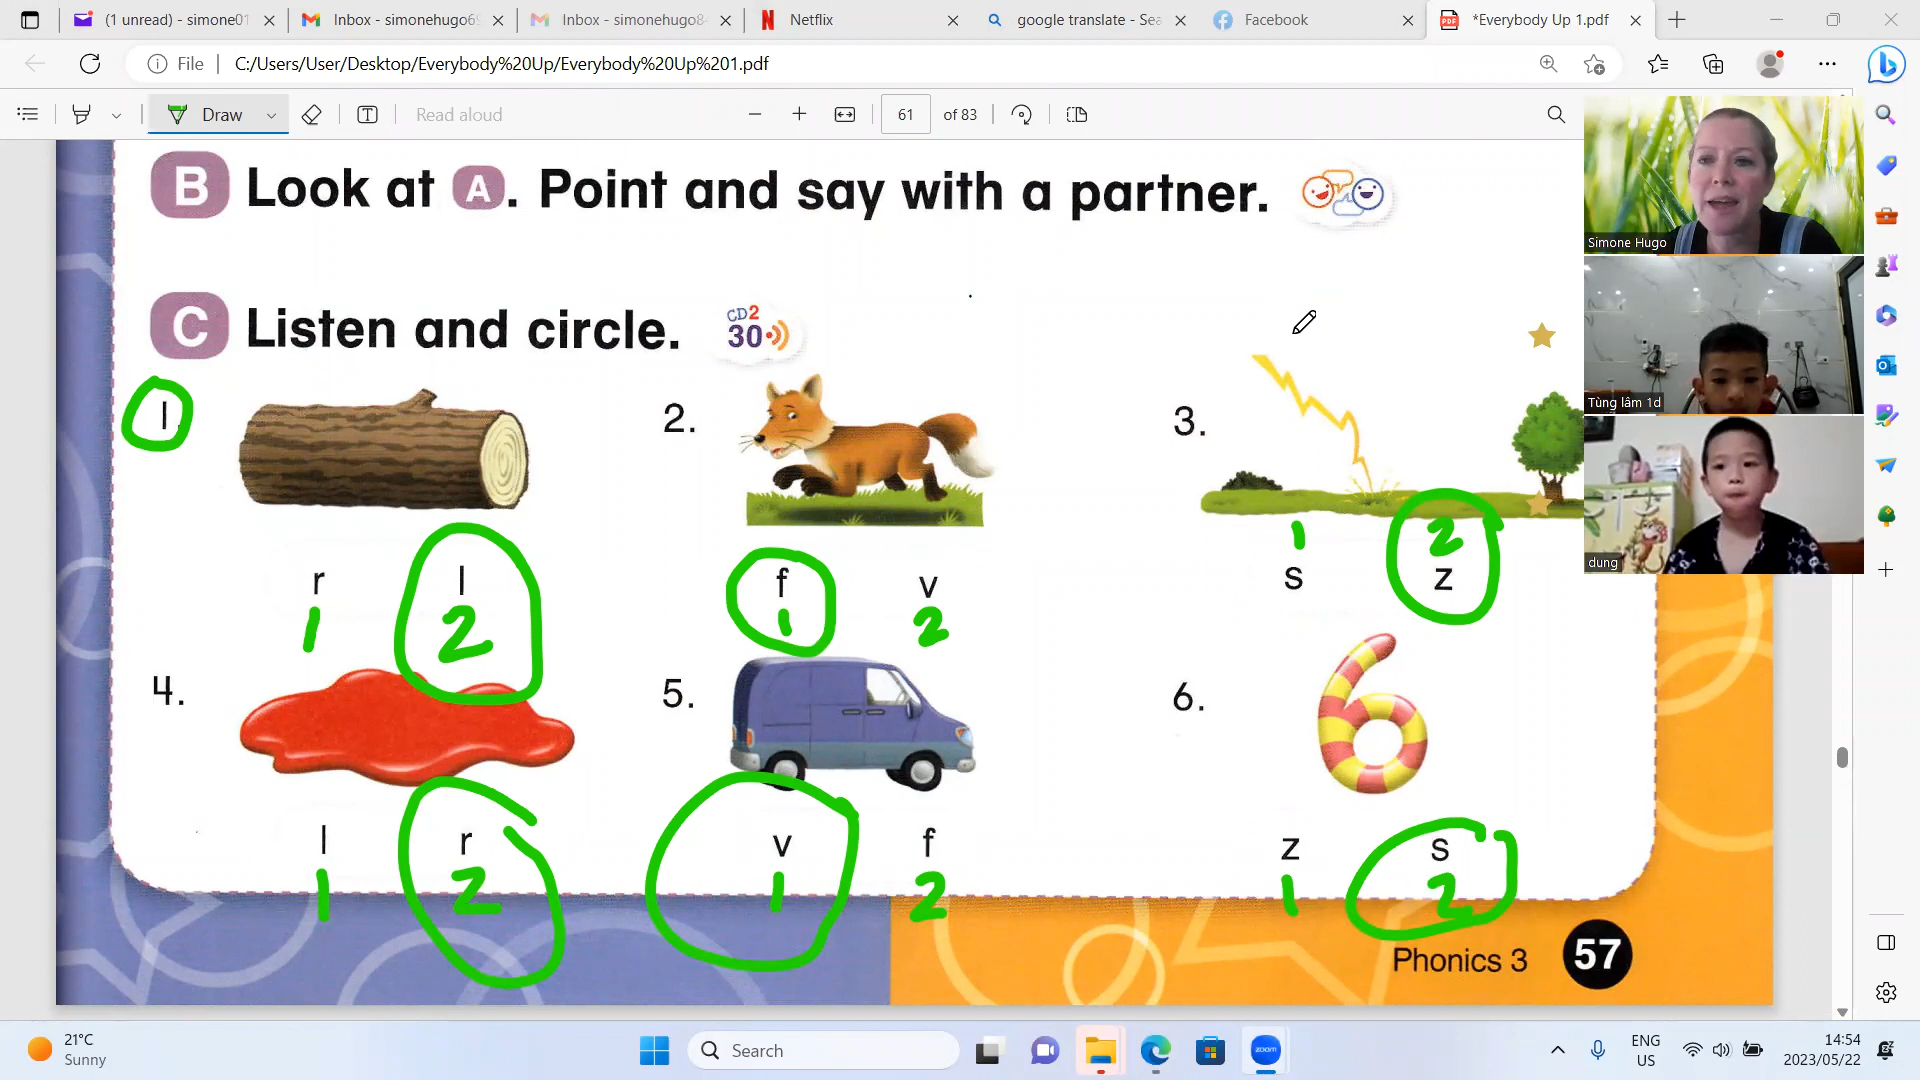 (1 unread) - simone01
Inbox - simonehugo69
Inbox - simonehugo84
Netflix
google translate - Sea
Facebook
*Everybody Up 1.pdf
File
C:/Users/User/Desktop/Everybody%20Up/Everybody%20Up%201.pdf
Draw
Read aloud
61
of 83
B Look at A. Point and say with a partner.
C Listen and circle.
CD2
30
1.
2.
3.
1 2
r l
f v
s z
1 2
1 2
4.
5.
6.
6
l r
v f
z s
1 2
1 2
1 2
Phonics 3 57
Simone Hugo
Tùng lâm 1d
dung
21°C
Sunny
Search
zoom
ENG
US
14:54
2023/05/22